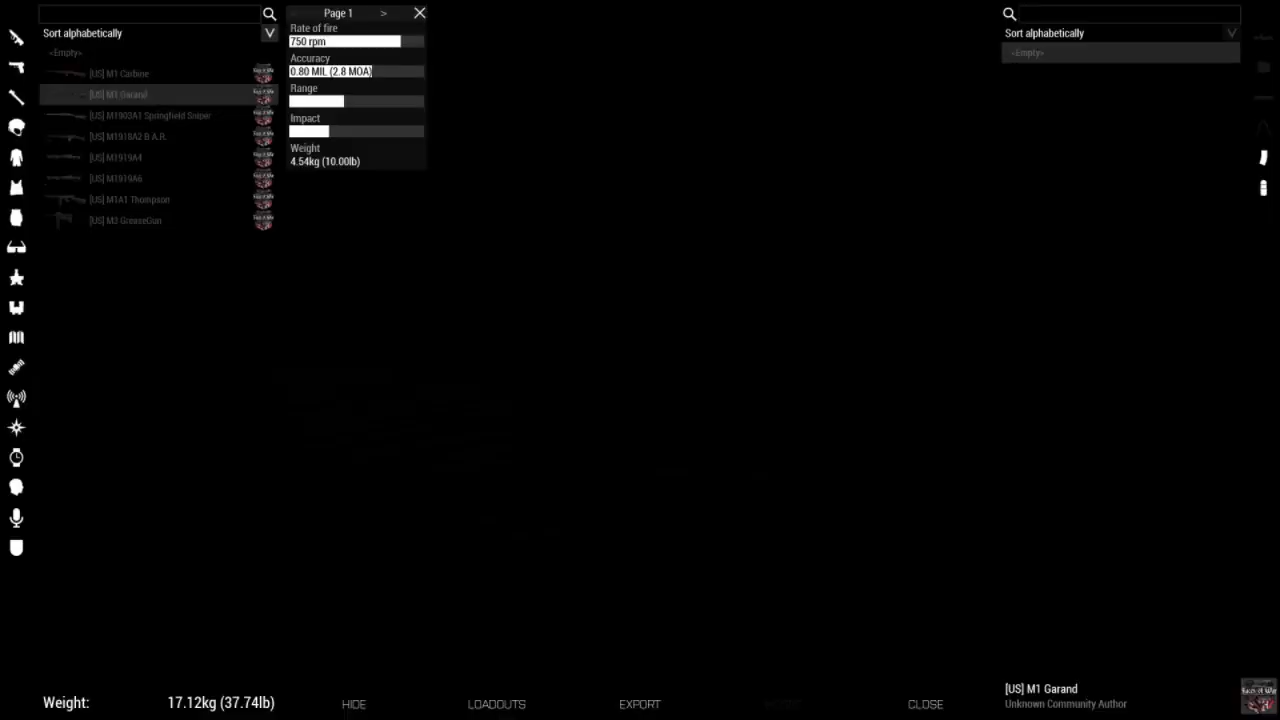 Sort alphabetically
<Empty>
[US] M1 Carbine
[US] M1 Garand
[US] M1903A1 Springfield Sniper
[US] M1918A2 B.A.R.
[US] M1919A4
[US] M1919A6
[US] M1A1 Thompson
[US] M3 GreaseGun
Page 1 >
Rate of fire
750 rpm
Accuracy
0.80 MIL (2.8 MOA)
Range
Impact
Weight
4.54kg (10.00lb)
Sort alphabetically
<Empty>
Weight: 17.12kg (37.74lb)
HIDE
LOADOUTS
EXPORT
CLOSE
[US] M1 Garand
Unknown Community Author
Faces of War